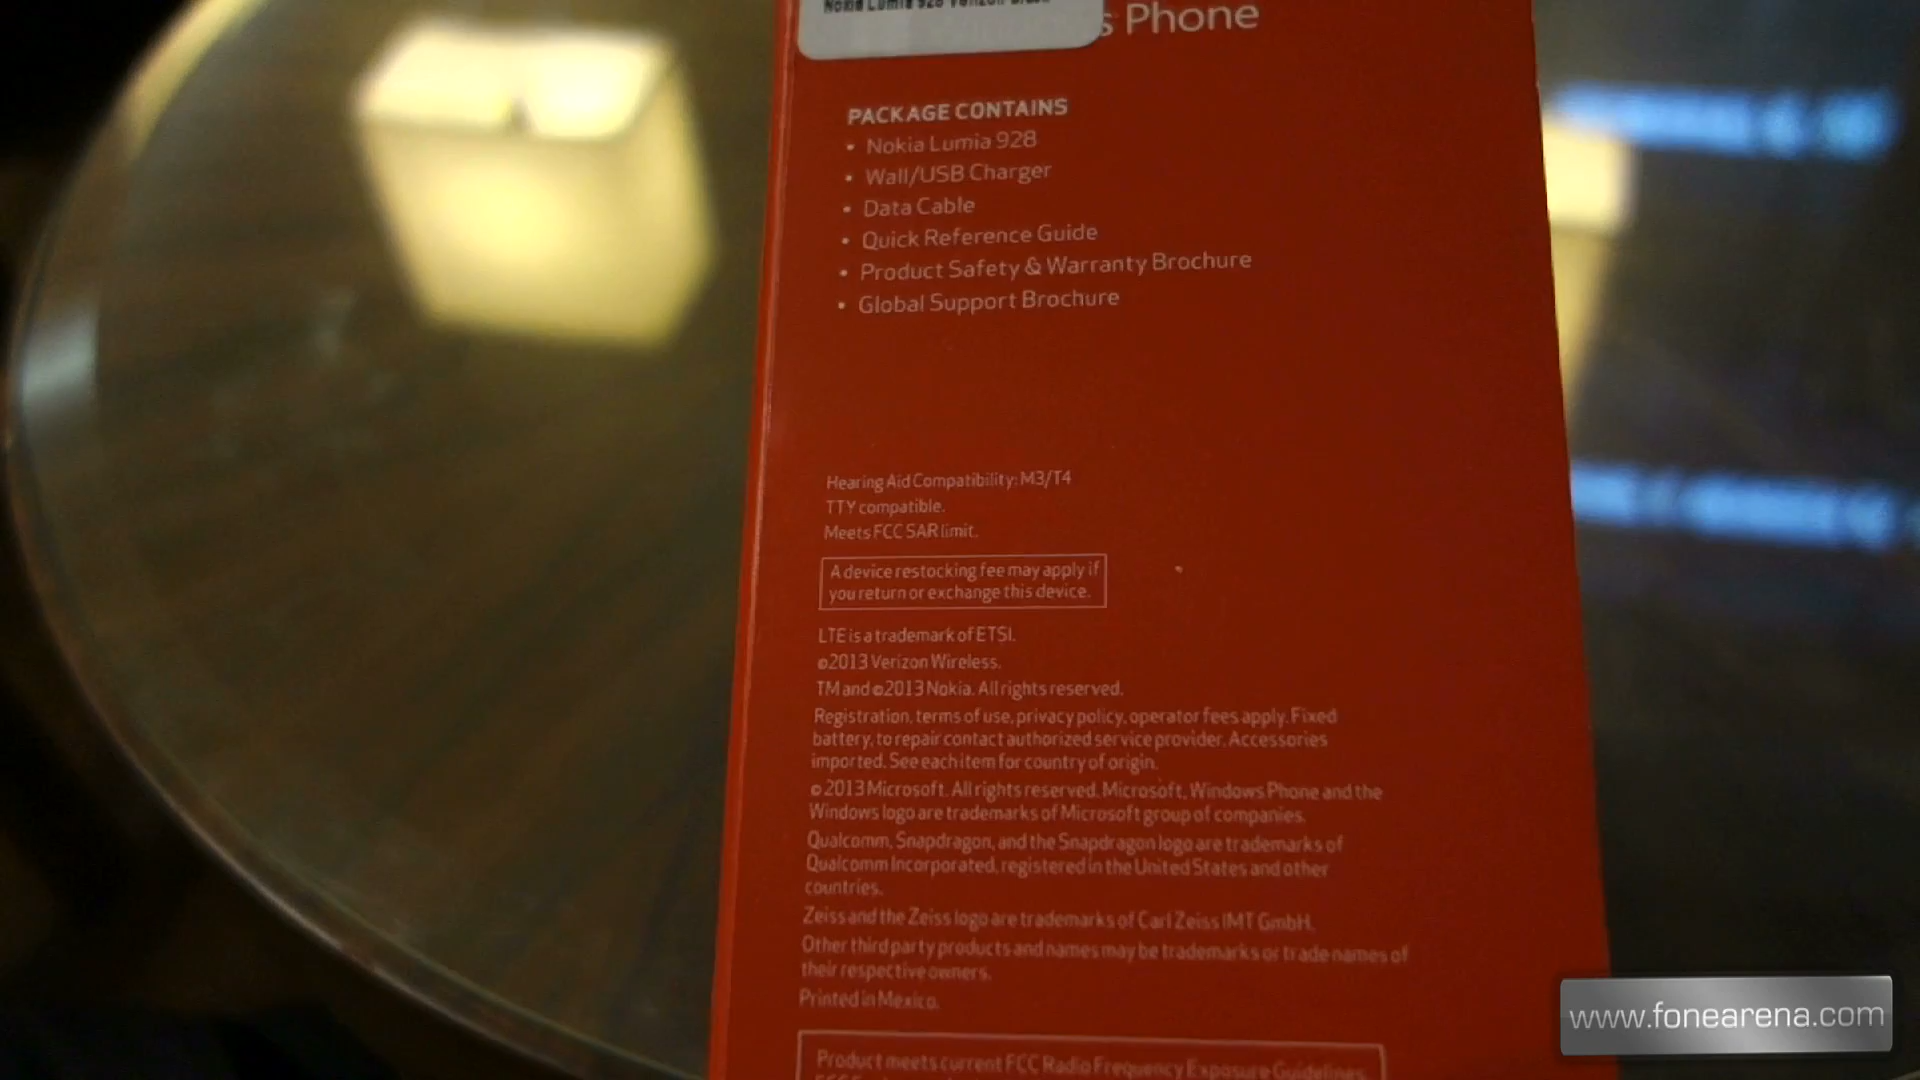 Nokia Lumia 928 Verizon
s Phone
PACKAGE CONTAINS
• Nokia Lumia 928
• Wall/USB Charger
• Data Cable
• Quick Reference Guide
• Product Safety & Warranty Brochure
• Global Support Brochure
Hearing Aid Compatibility: M3/T4
TTY compatible.
Meets FCC SAR limit.
A device restocking fee may apply if
you return or exchange this device.
LTE is a trademark of ETSI.
©2013 Verizon Wireless.
TM and ©2013 Nokia. All rights reserved.
Registration, terms of use, privacy policy, operator fees apply. Fixed
battery, to repair contact authorized service provider. Accessories
imported. See each item for country of origin.
©2013 Microsoft. All rights reserved. Microsoft, Windows Phone and the
Windows logo are trademarks of Microsoft group of companies.
Qualcomm, Snapdragon, and the Snapdragon logo are trademarks of
Qualcomm Incorporated, registered in the United States and other
countries.
Zeiss and the Zeiss logo are trademarks of Carl Zeiss IMT GmbH.
Other third party products and names may be trademarks or trade names of
their respective owners.
Printed in Mexico.
Product meets current FCC Radio Frequency Exposure Guidelines.
www.fonearena.com